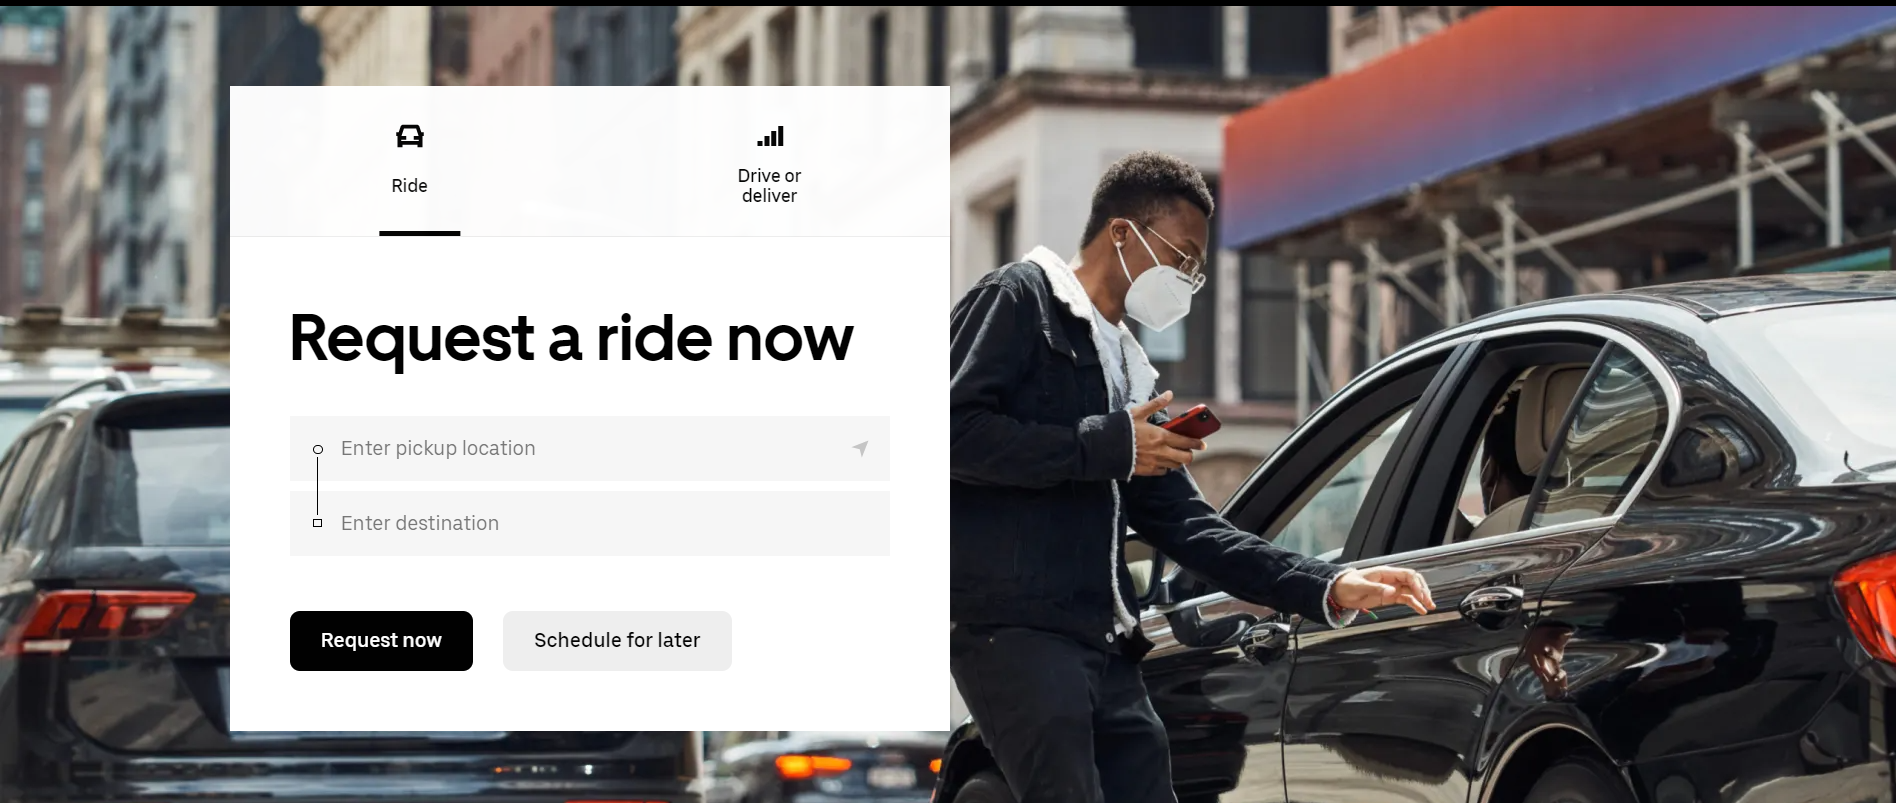 Ride
Drive or
deliver
Request a ride now
Enter pickup location
Enter destination
Request now
Schedule for later